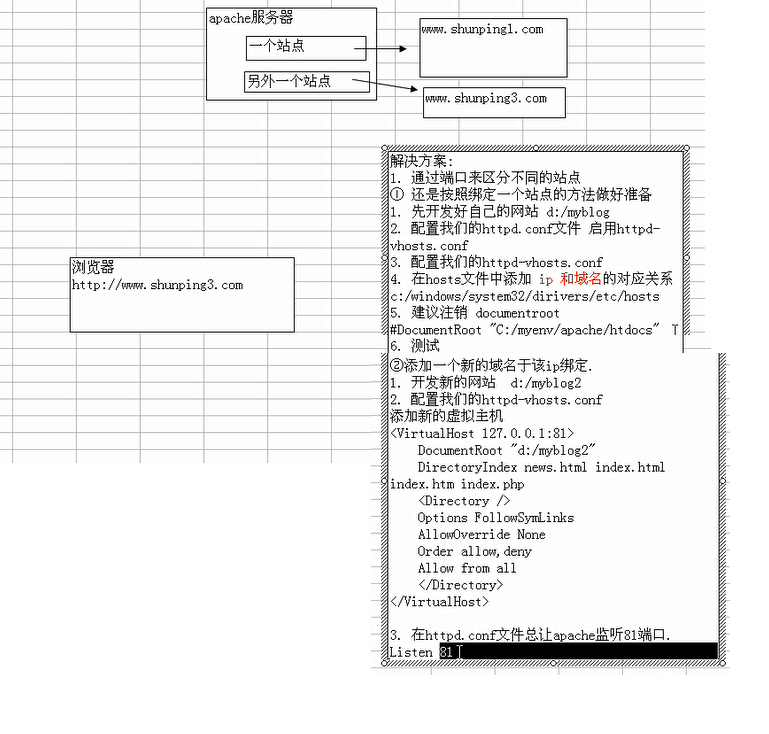 apache服务器
一个站点
另外一个站点
www.shunping1.com
www.shunping3.com
浏览器
http://www.shunping3.com
解决方案:
1. 通过端口来区分不同的站点
① 还是按照绑定一个站点的方法做好准备
1. 先开发好自己的网站 d:/myblog
2. 配置我们的httpd.conf文件 启用httpd-
vhosts.conf
3. 配置我们的httpd-vhosts.conf
4. 在hosts文件中添加 ip 和域名的对应关系
c:/windows/system32/dirivers/etc/hosts
5. 建议注销 documentroot
#DocumentRoot "C:/myenv/apache/htdocs"
6. 测试
②添加一个新的域名于该ip绑定.
1. 开发新的网站 d:/myblog2
2. 配置我们的httpd-vhosts.conf
添加新的虚拟主机
<VirtualHost 127.0.0.1:81>
DocumentRoot "d:/myblog2"
DirectoryIndex news.html index.html
index.htm index.php
<Directory />
Options FollowSymLinks
AllowOverride None
Order allow,deny
Allow from all
</Directory>
</VirtualHost>
3. 在httpd.conf文件总让apache监听81端口.
Listen 81